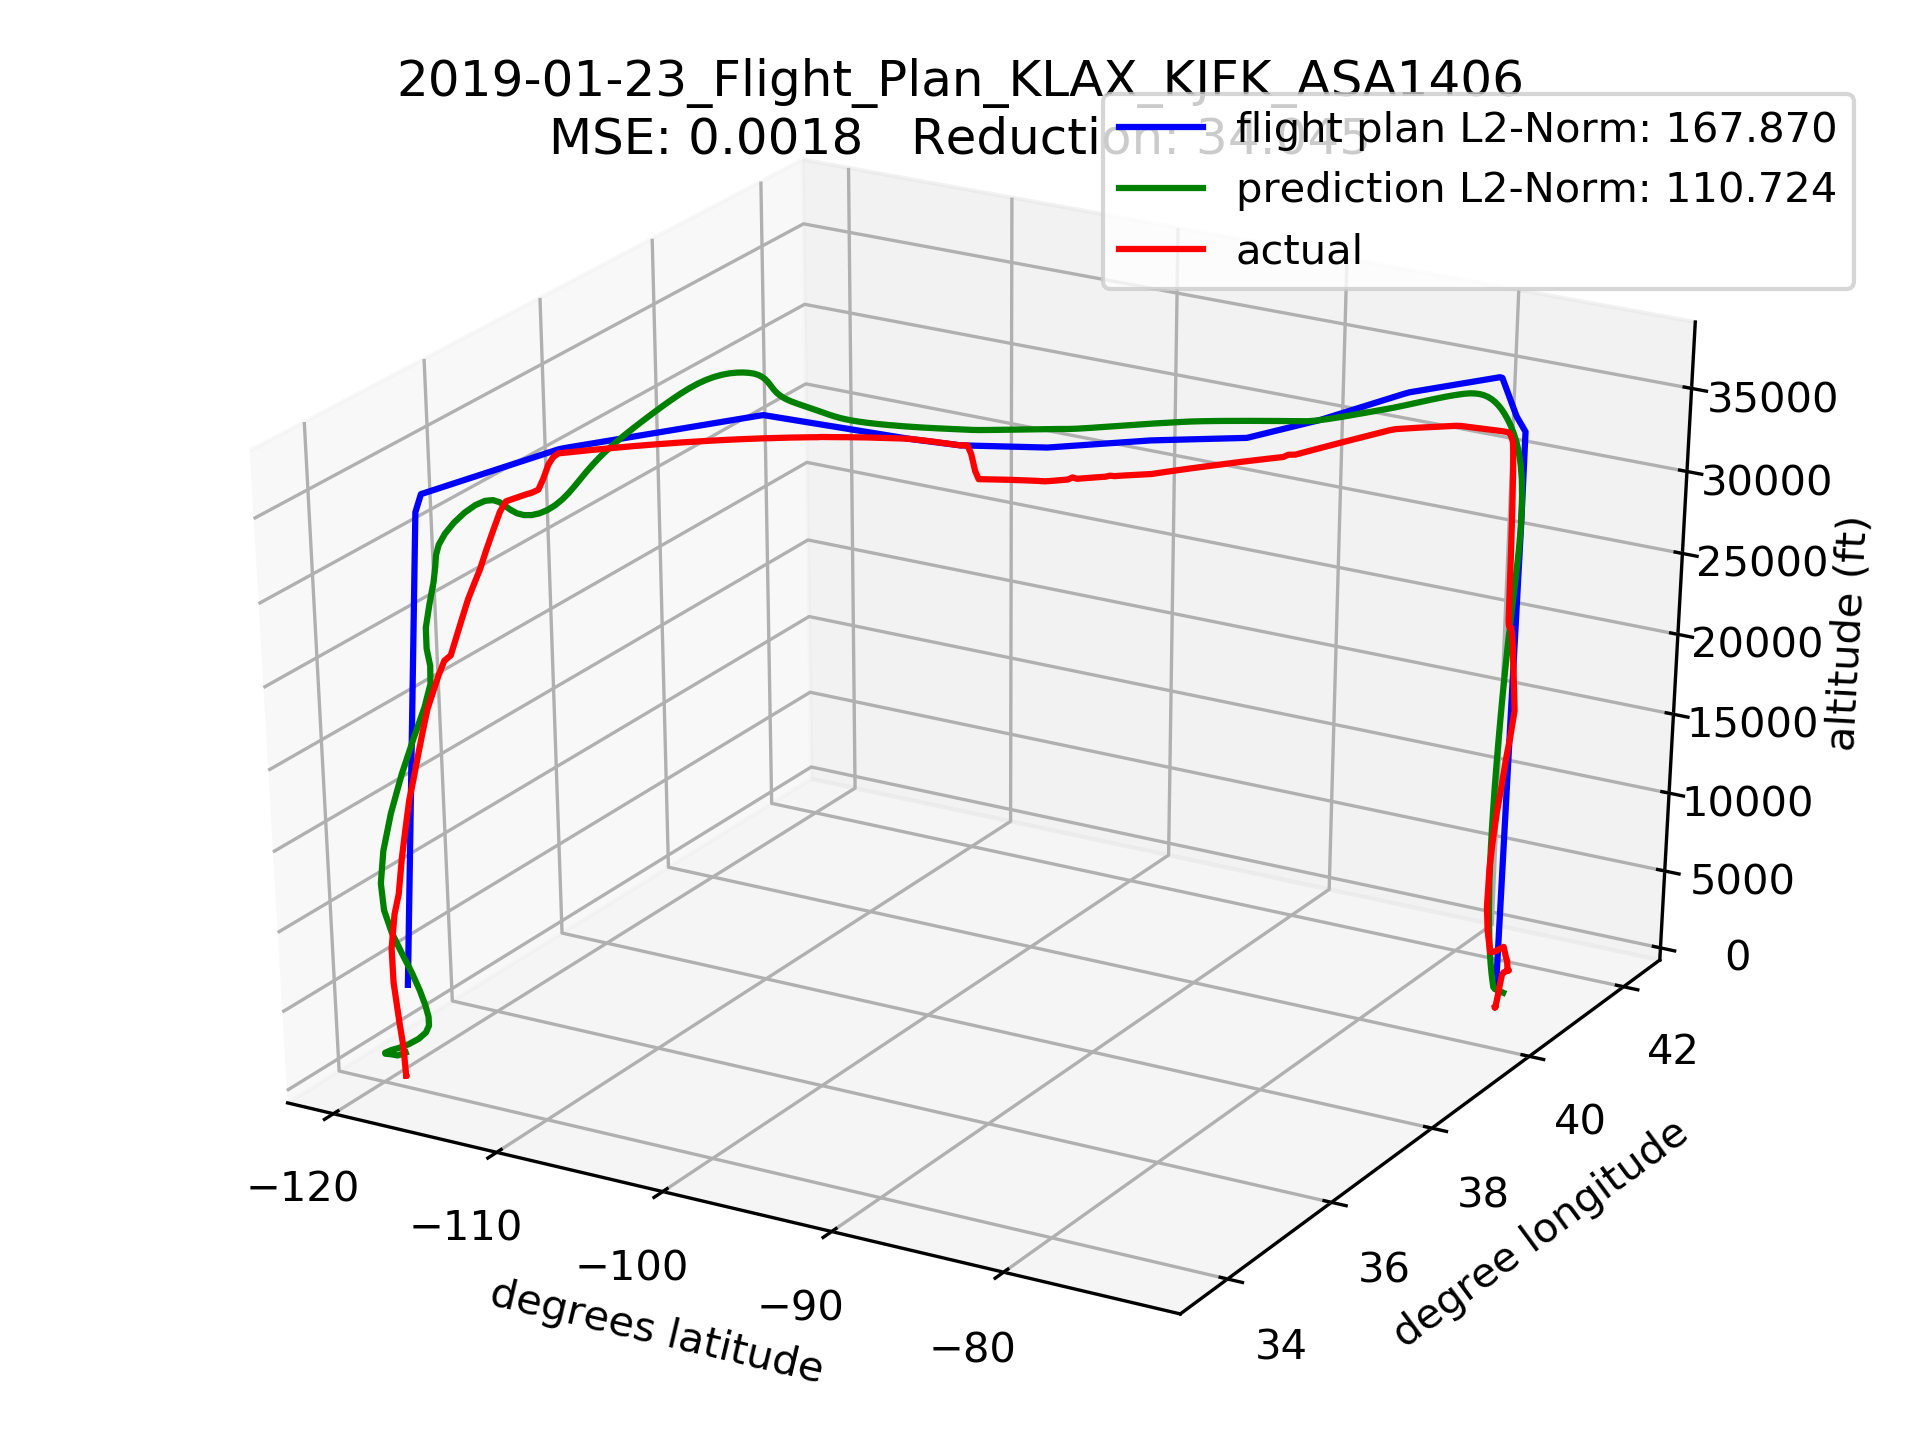 2019-01-23_Flight_Plan_KLAX_KJFK_ASA1406
MSE: 0.0018   Reduction: 34.045
flight plan L2-Norm: 167.870
prediction L2-Norm: 110.724
actual
35000
30000
25000
20000
15000
10000
5000
0
altitude (ft)
42
40
38
36
34
degree longitude
−120
−110
−100
−90
−80
degrees latitude